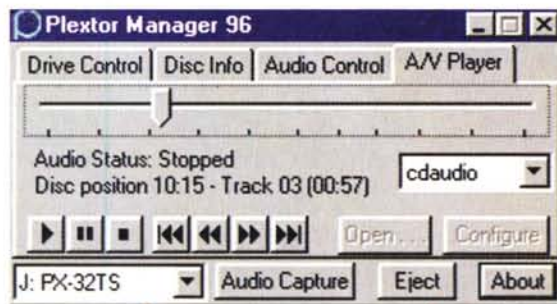 Plextor Manager 96
Drive Control Disc Info Audio Control A/V Player
Audio Status: Stopped
Disc position 10:15 - Track 03 (00:57)
cdaudio
Open... Configure
J: PX-32TS Audio Capture Eject About